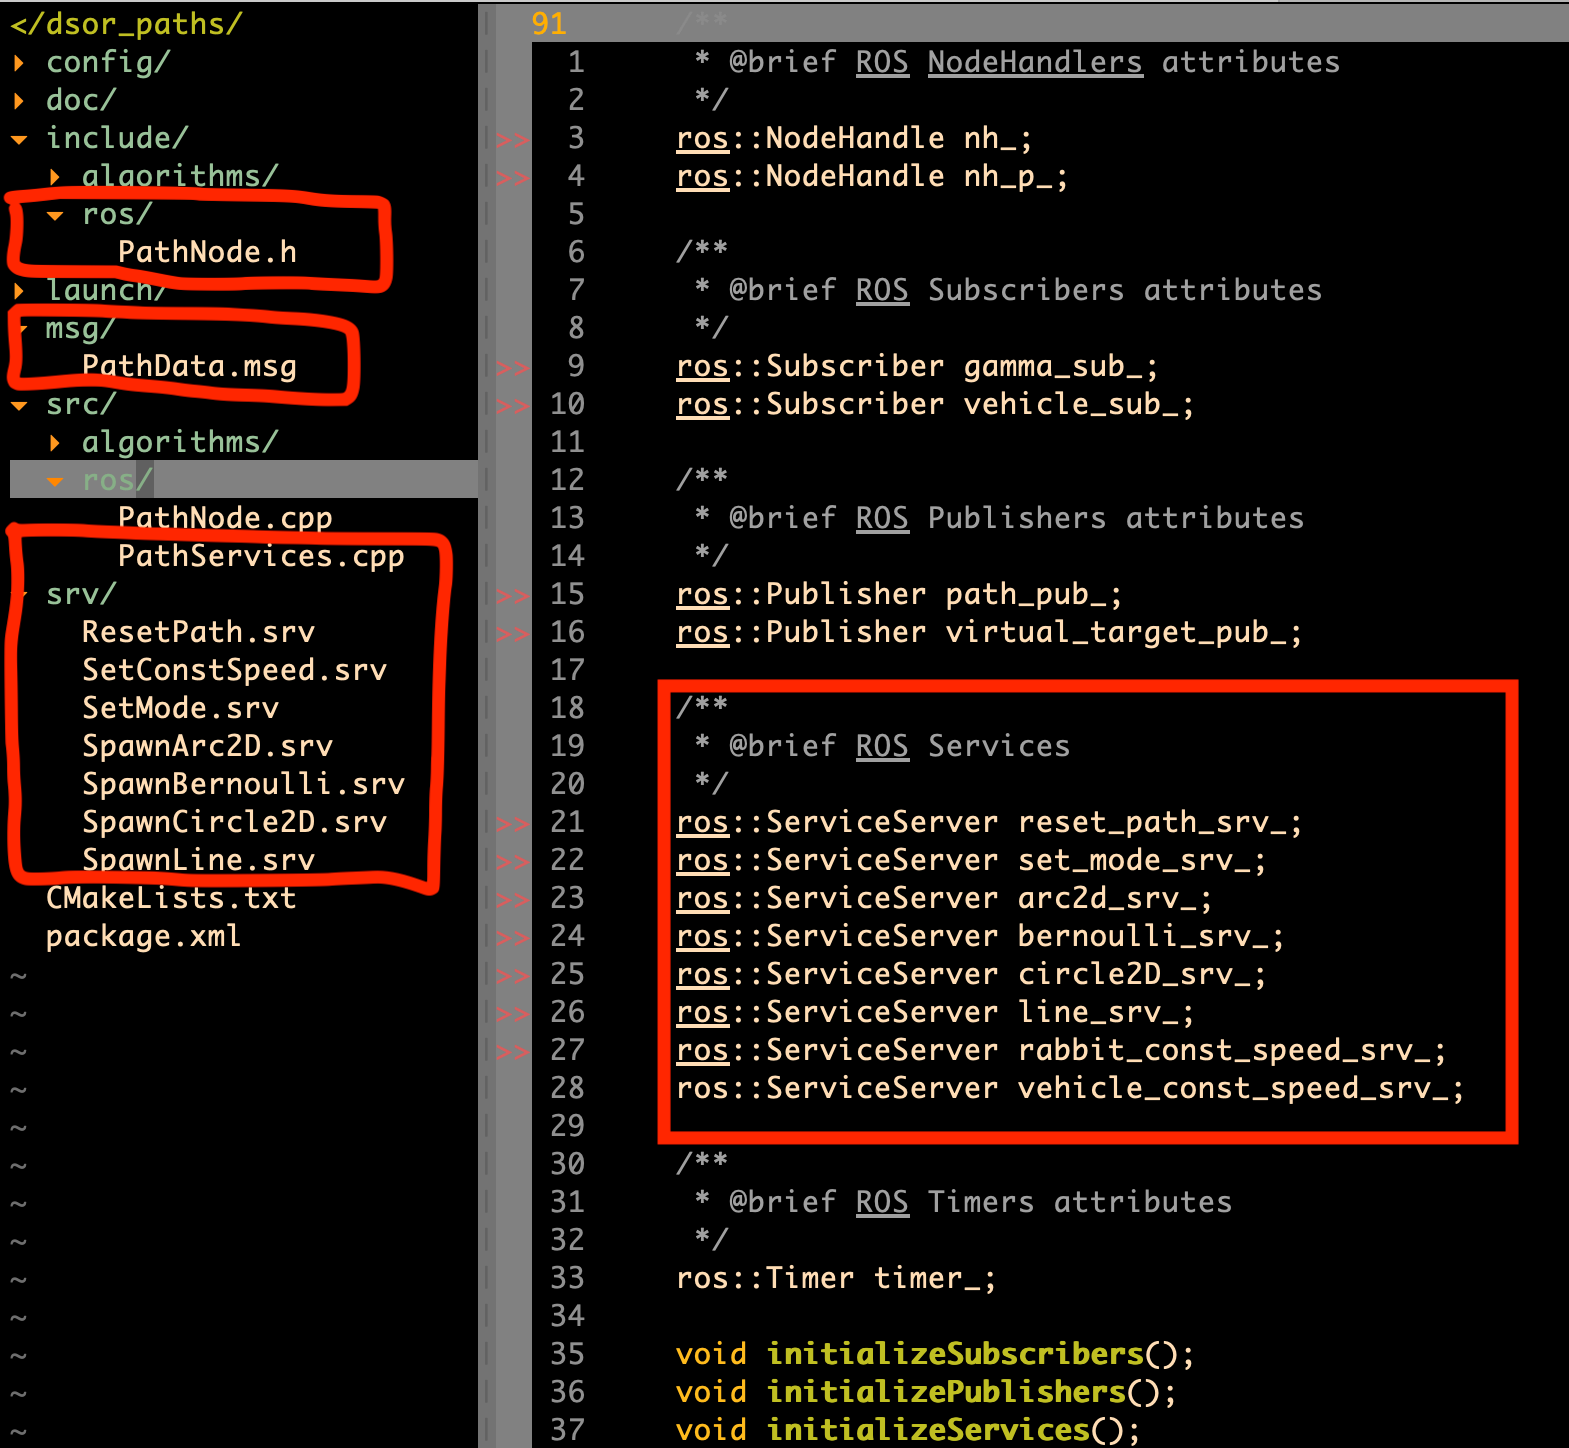 </dsor_paths/
▸ config/
▸ doc/
▾ include/
▸ algorithms/
▾ ros/
PathNode.h
▸ launch/
▾ msg/
PathData.msg
▾ src/
▸ algorithms/
▾ ros/
PathNode.cpp
PathServices.cpp
▾ srv/
ResetPath.srv
SetConstSpeed.srv
SetMode.srv
SpawnArc2D.srv
SpawnBernoulli.srv
SpawnCircle2D.srv
SpawnLine.srv
CMakeLists.txt
package.xml
~
~
~
~
~
~
~
~
~
~
~
~
~
91 /**
1 * @brief ROS NodeHandlers attributes
2 */
>> 3 ros::NodeHandle nh_;
>> 4 ros::NodeHandle nh_p_;
5
6 /**
7 * @brief ROS Subscribers attributes
8 */
>> 9 ros::Subscriber gamma_sub_;
>> 10 ros::Subscriber vehicle_sub_;
11
12 /**
13 * @brief ROS Publishers attributes
14 */
>> 15 ros::Publisher path_pub_;
>> 16 ros::Publisher virtual_target_pub_;
17
18 /**
19 * @brief ROS Services
20 */
>> 21 ros::ServiceServer reset_path_srv_;
>> 22 ros::ServiceServer set_mode_srv_;
>> 23 ros::ServiceServer arc2d_srv_;
>> 24 ros::ServiceServer bernoulli_srv_;
>> 25 ros::ServiceServer circle2D_srv_;
>> 26 ros::ServiceServer line_srv_;
>> 27 ros::ServiceServer rabbit_const_speed_srv_;
28 ros::ServiceServer vehicle_const_speed_srv_;
29
30 /**
31 * @brief ROS Timers attributes
32 */
33 ros::Timer timer_;
34
35 void initializeSubscribers();
36 void initializePublishers();
37 void initializeServices();